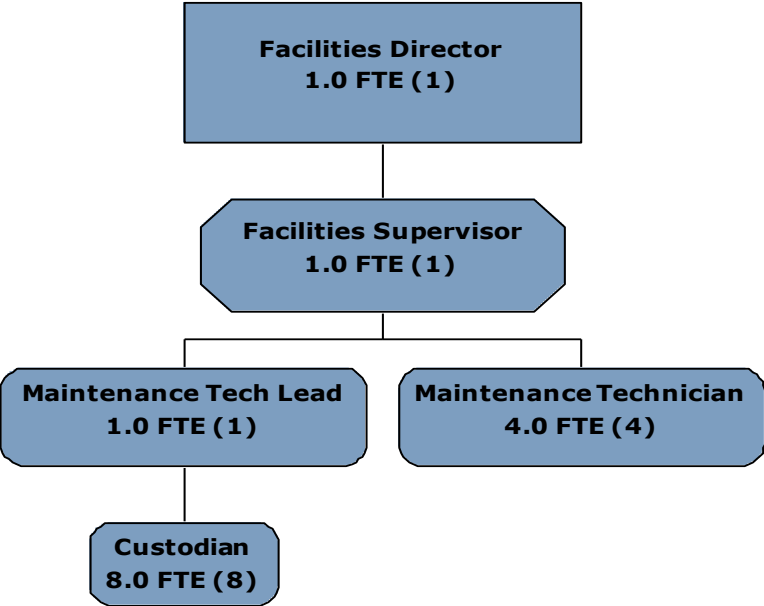 Facilities Director
1.0 FTE (1)
Facilities Supervisor
1.0 FTE (1)
Maintenance Tech Lead
1.0 FTE (1)
Maintenance Technician
4.0 FTE (4)
Custodian
8.0 FTE (8)